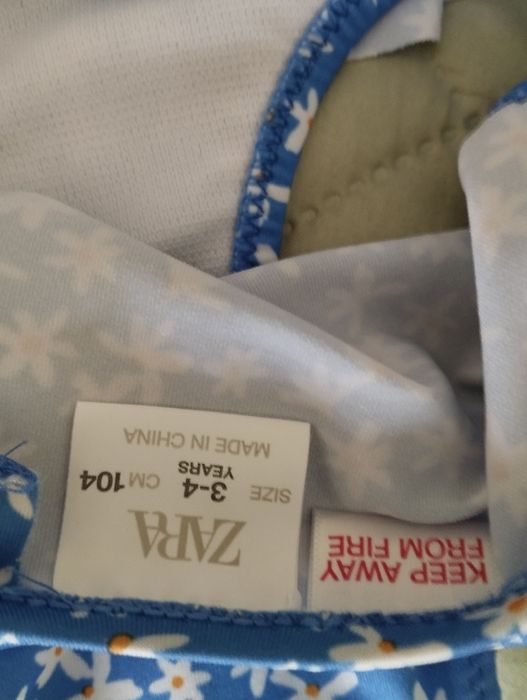 ZARA
SIZE 3-4 YEARS CM 104
MADE IN CHINA
KEEP AWAY
FROM FIRE